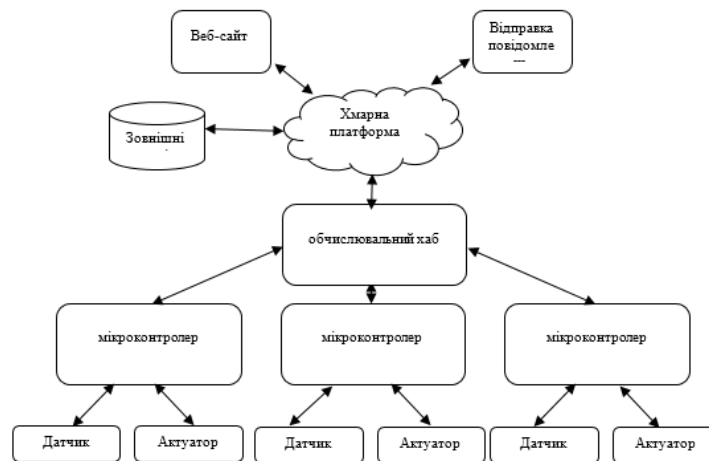 Веб-сайт
Відправка
повідомле
Хмарна
платформа
Зовнішні
обчислювальний хаб
мікроконтролер
мікроконтролер
мікроконтролер
Датчик
Актуатор
Датчик
Актуатор
Датчик
Актуатор